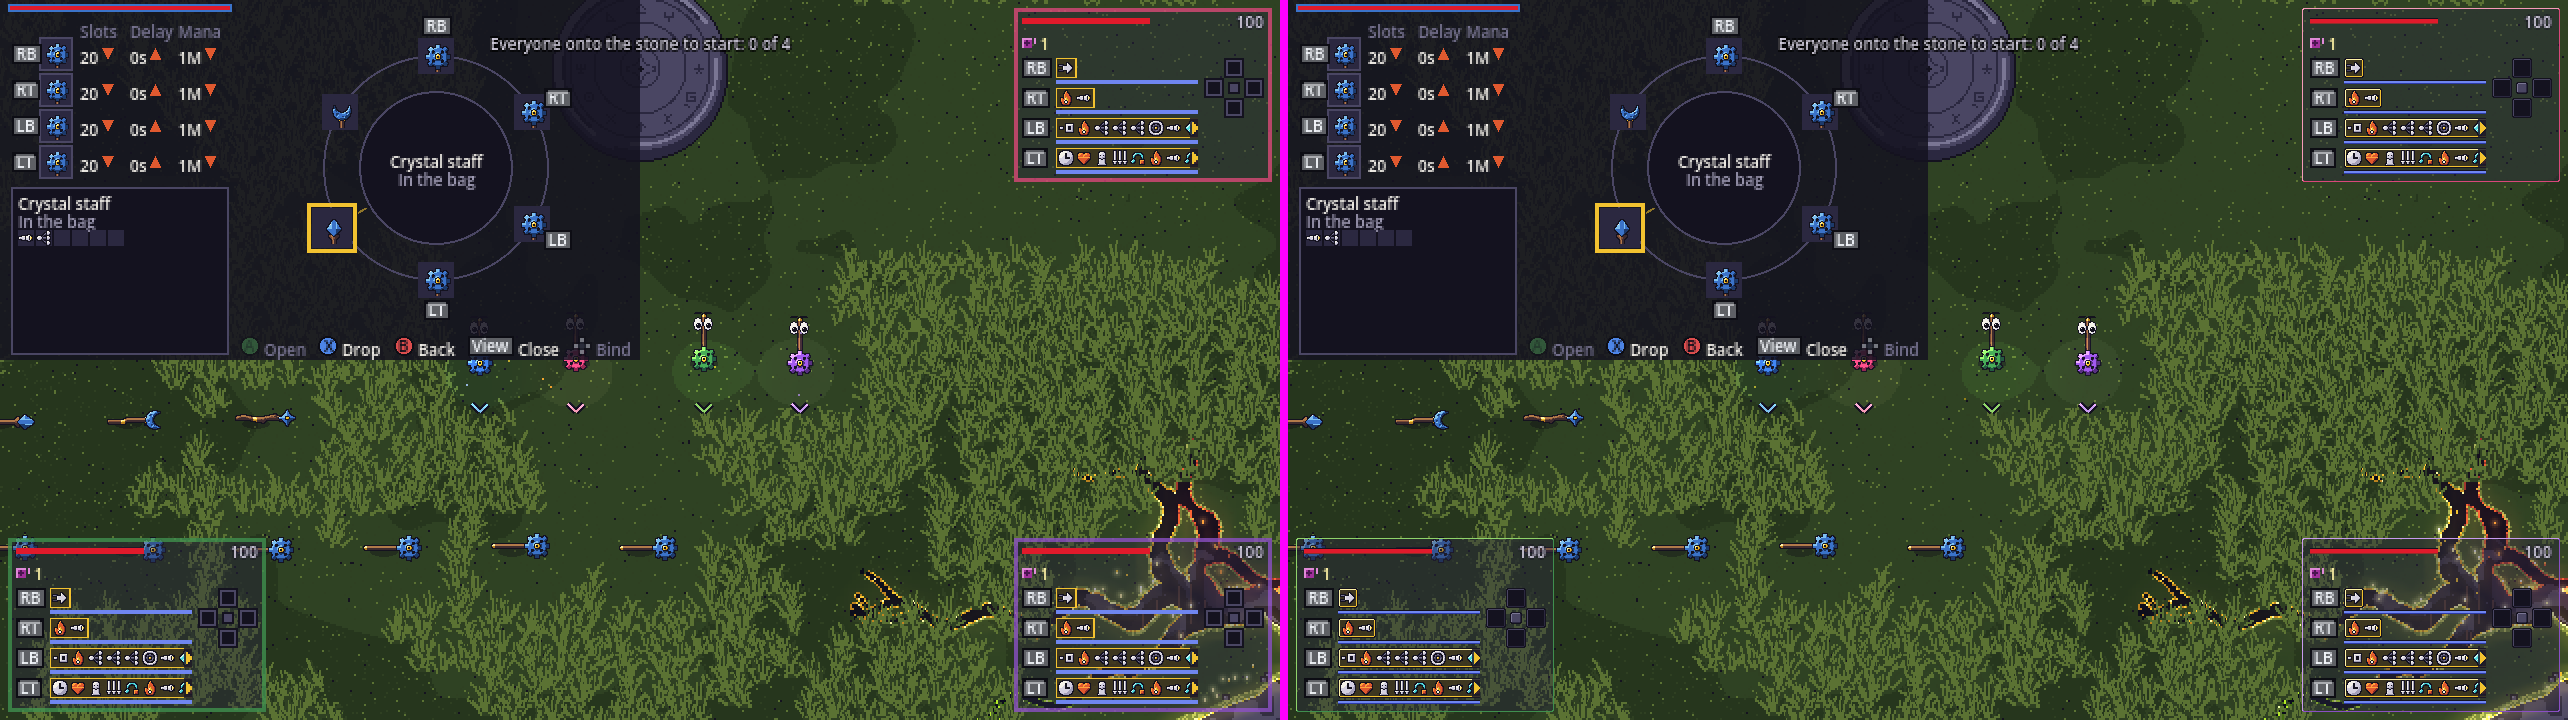 Slots Delay Mana
RB 20 0s 1M
RT 20 0s 1M
LB 20 0s 1M
LT 20 0s 1M
Crystal staff
In the bag
RB
RT
LB
LT
Crystal staff
In the bag
Everyone onto the stone to start: 0 of 4
A Open X Drop B Back View Close Bind
100
1
RB
RT
LB
LT
100
1
RB
RT
LB
LT
100
1
RB
RT
LB
LT
Slots Delay Mana
RB 20 0s 1M
RT 20 0s 1M
LB 20 0s 1M
LT 20 0s 1M
Crystal staff
In the bag
RB
RT
LB
LT
Crystal staff
In the bag
Everyone onto the stone to start: 0 of 4
A Open X Drop B Back View Close Bind
100
1
RB
RT
LB
LT
100
1
RB
RT
LB
LT
100
1
RB
RT
LB
LT